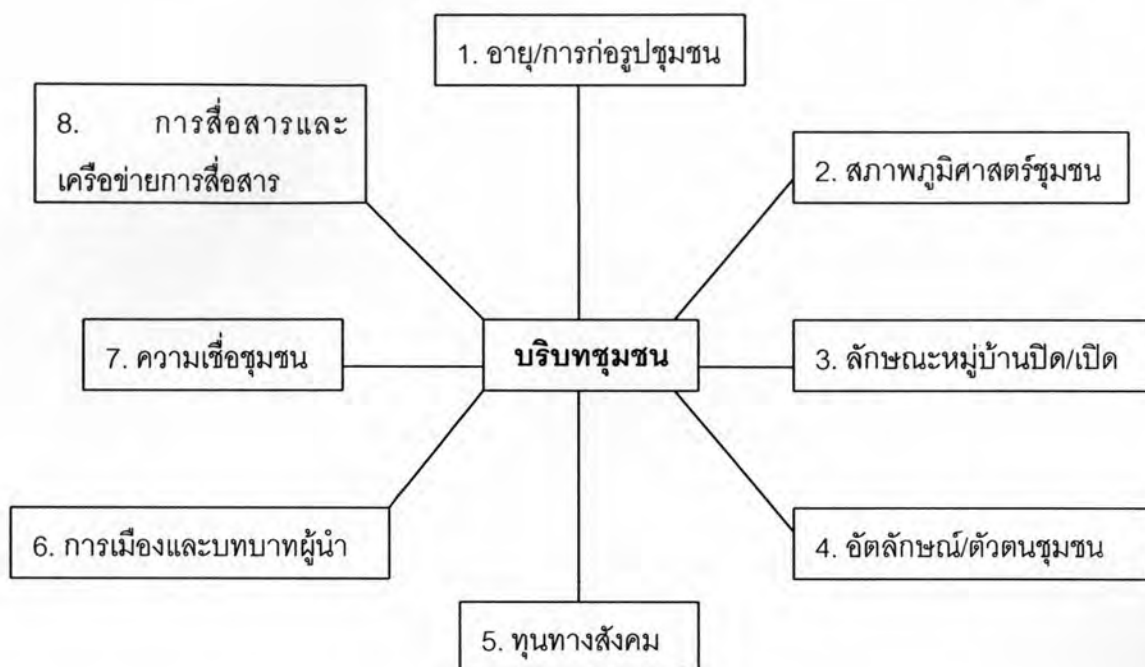 1. อายุ/การก่อรูปชุมชน
8. การสื่อสารและ
เครือข่ายการสื่อสาร
2. สภาพภูมิศาสตร์ชุมชน
7. ความเชื่อชุมชน
บริบทชุมชน
3. ลักษณะหมู่บ้านปิด/เปิด
6. การเมืองและบทบาทผู้นำ
4. อัตลักษณ์/ตัวตนชุมชน
5. ทุนทางสังคม